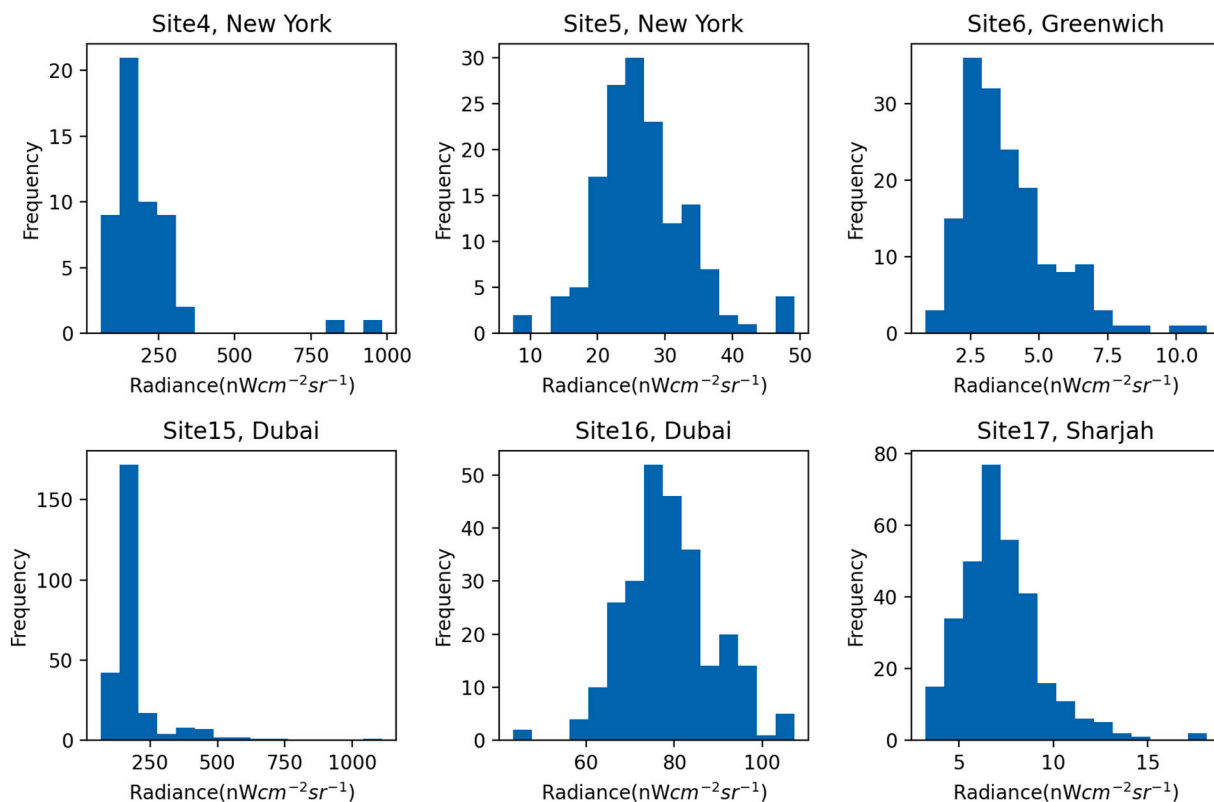 Site4, New York
Frequency
20
15
10
5
0
250 500 750 1000
Radiance(nWcm⁻²sr⁻¹)
Site5, New York
Frequency
30
25
20
15
10
5
0
10 20 30 40 50
Radiance(nWcm⁻²sr⁻¹)
Site6, Greenwich
Frequency
30
20
10
0
2.5 5.0 7.5 10.0
Radiance(nWcm⁻²sr⁻¹)
Site15, Dubai
Frequency
150
100
50
0
250 500 750 1000
Radiance(nWcm⁻²sr⁻¹)
Site16, Dubai
Frequency
50
40
30
20
10
0
60 80 100
Radiance(nWcm⁻²sr⁻¹)
Site17, Sharjah
Frequency
80
60
40
20
0
5 10 15
Radiance(nWcm⁻²sr⁻¹)